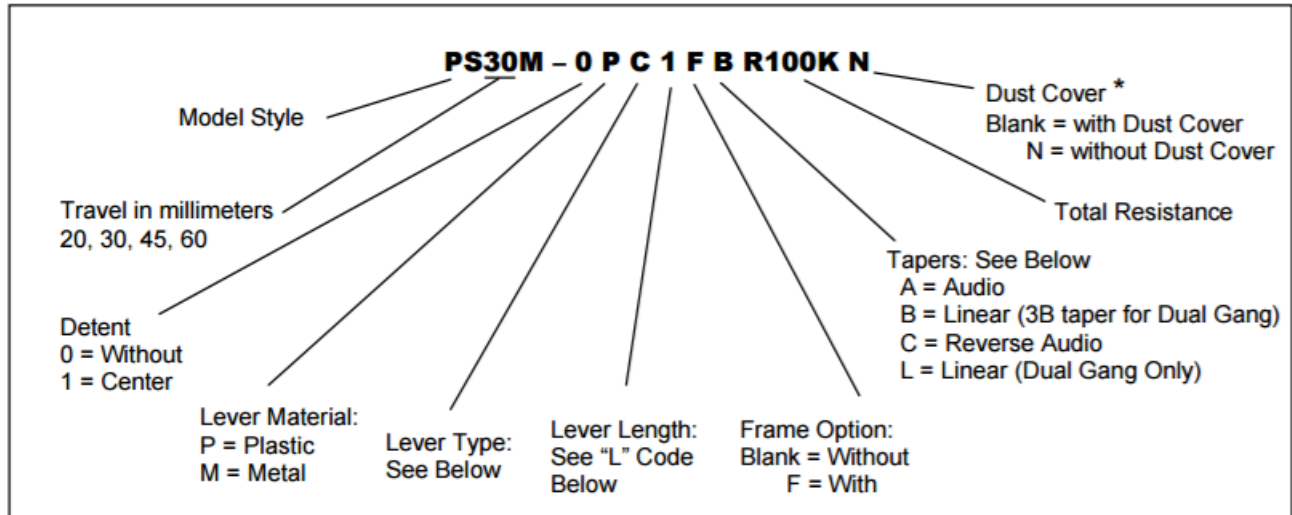 PS30M – 0 P C 1 F B R100K N
Model Style
Dust Cover *
Blank = with Dust Cover
N = without Dust Cover
Travel in millimeters
20, 30, 45, 60
Total Resistance
Tapers: See Below
A = Audio
B = Linear (3B taper for Dual Gang)
C = Reverse Audio
L = Linear (Dual Gang Only)
Detent
0 = Without
1 = Center
Lever Material:
P = Plastic
M = Metal
Lever Type:
See Below
Lever Length:
See “L” Code
Below
Frame Option:
Blank = Without
F = With